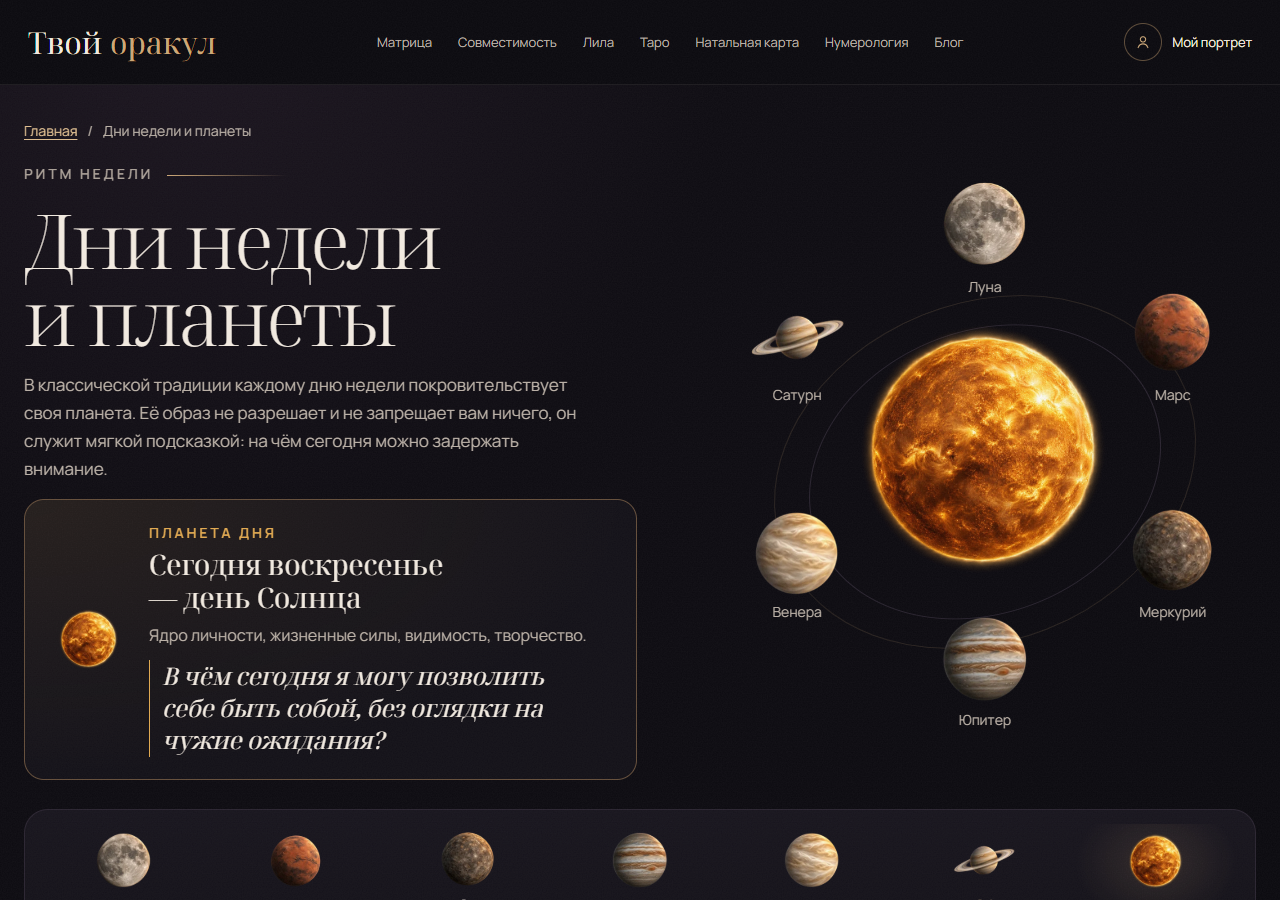 Твой оракул
Матрица Совместимость Лила Таро Натальная карта Нумерология Блог
Мой портрет
Главная / Дни недели и планеты
РИТМ НЕДЕЛИ
Дни недели
и планеты
В классической традиции каждому дню недели покровительствует
своя планета. Её образ не разрешает и не запрещает вам ничего, он
служит мягкой подсказкой: на чём сегодня можно задержать
внимание.
ПЛАНЕТА ДНЯ
Сегодня воскресенье
— день Солнца
Ядро личности, жизненные силы, видимость, творчество.
В чём сегодня я могу позволить
себе быть собой, без оглядки на
чужие ожидания?
Луна
Сатурн
Марс
Венера
Меркурий
Юпитер